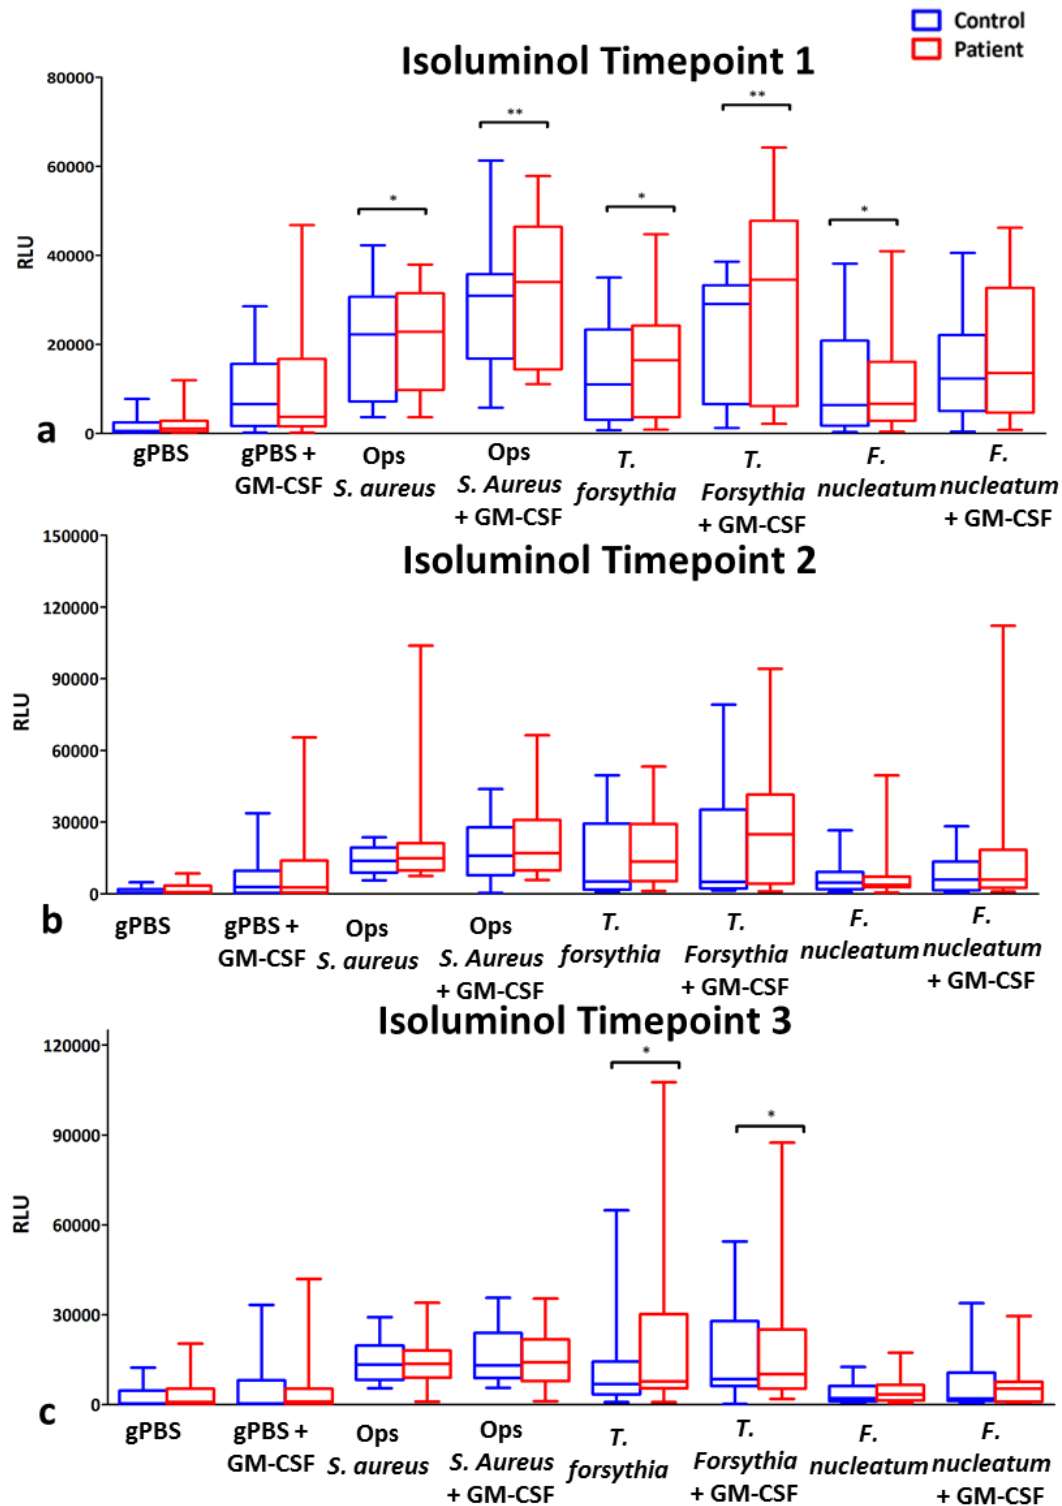 Control
Patient
Isoluminol Timepoint 1
80000
60000
40000
20000
0
RLU
*
**
*
**
*
a
gPBS
gPBS +
GM-CSF
Ops
S. aureus
Ops
S. Aureus
+ GM-CSF
T.
forsythia
T.
Forsythia
+ GM-CSF
F.
nucleatum
F.
nucleatum
+ GM-CSF
Isoluminol Timepoint 2
150000
120000
90000
60000
30000
0
RLU
b
gPBS
gPBS +
GM-CSF
Ops
S. aureus
Ops
S. Aureus
+ GM-CSF
T.
forsythia
T.
Forsythia
+ GM-CSF
F.
nucleatum
F.
nucleatum
+ GM-CSF
Isoluminol Timepoint 3
120000
90000
60000
30000
0
RLU
*
*
c
gPBS
gPBS +
GM-CSF
Ops
S. aureus
Ops
S. Aureus
+ GM-CSF
T.
forsythia
T.
Forsythia
+ GM-CSF
F.
nucleatum
F.
nucleatum
+ GM-CSF